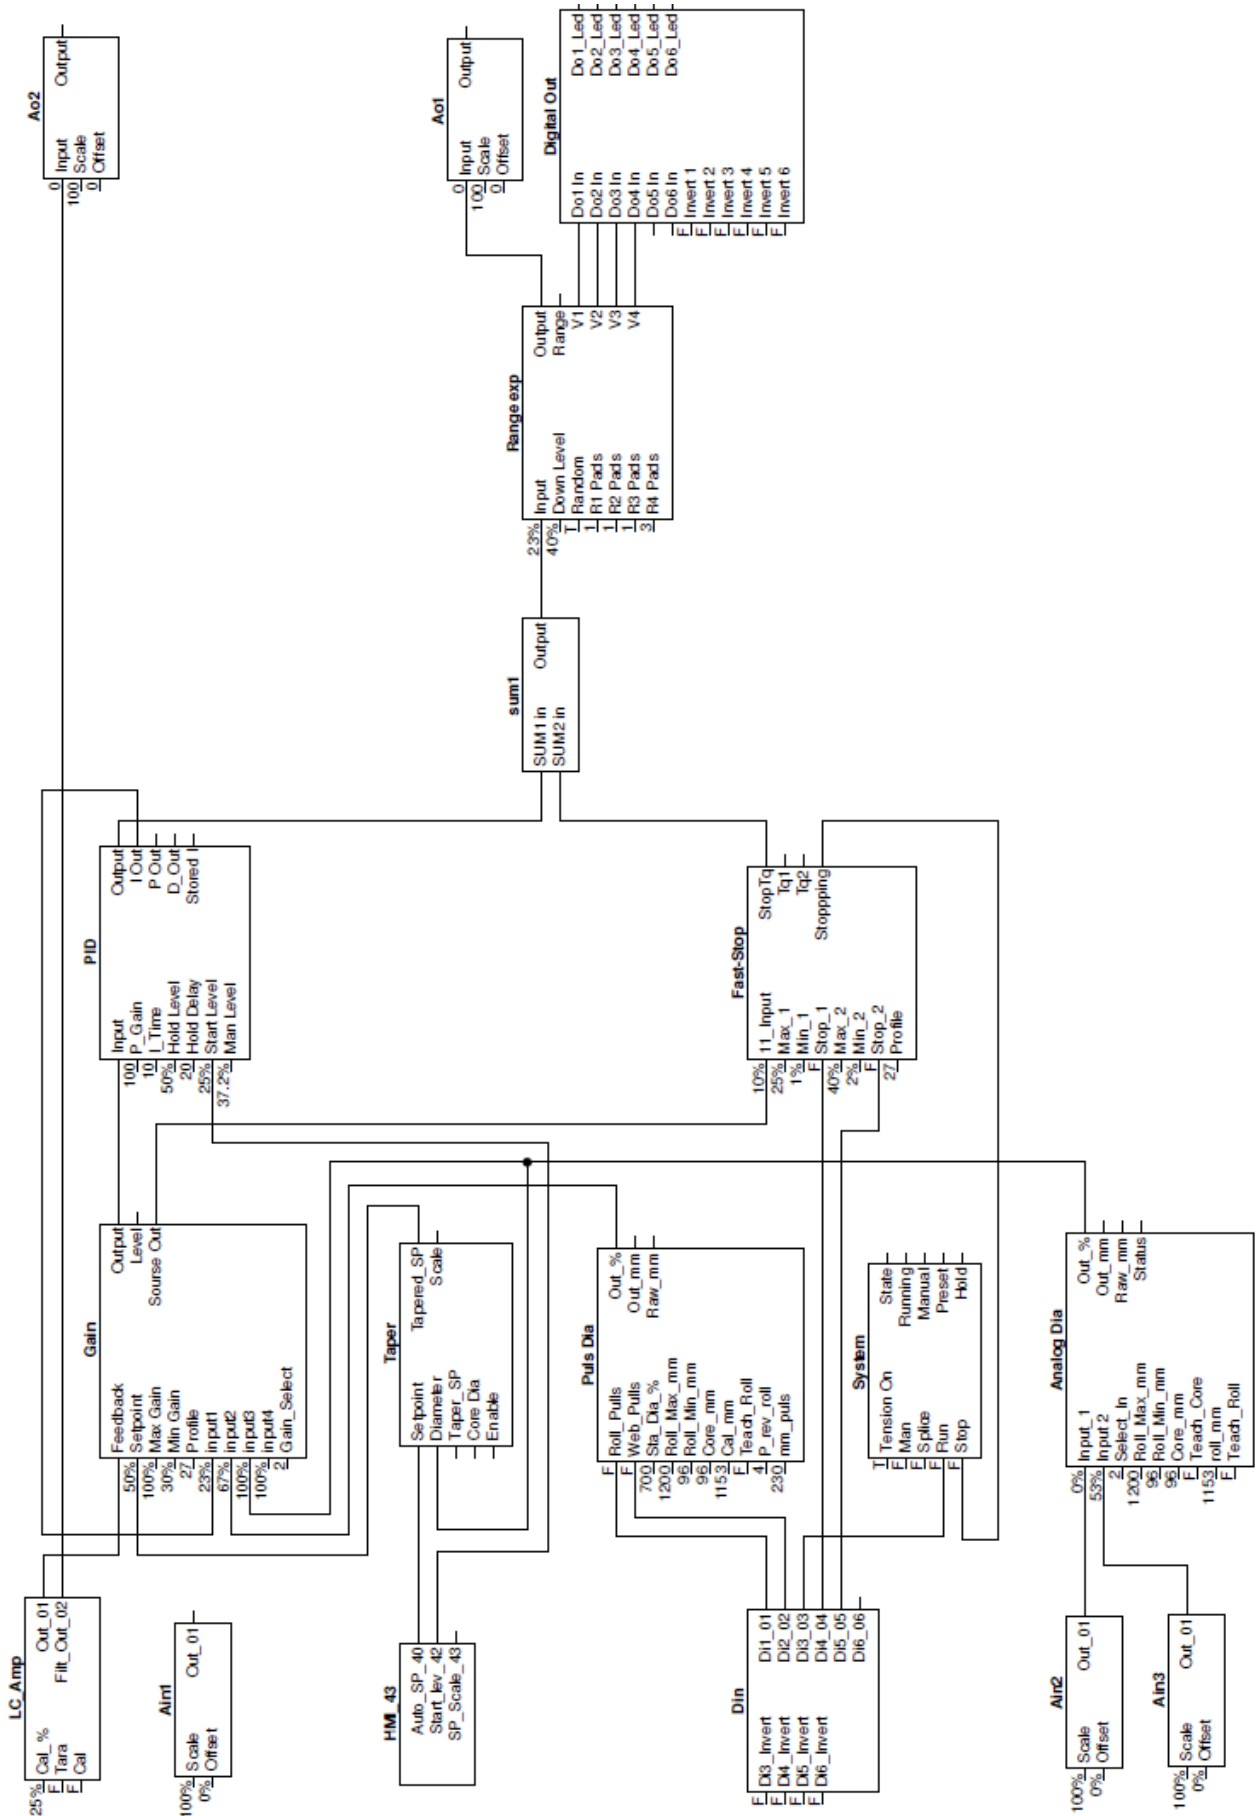 LC_Amp
25% Cal_% Out_01
F Tara Filt_Out_02
F Cal
Ain1
100% Scale Out_01
0% Offset
HMI_43
Auto_SP_40
Start_lev_42
SP_Scale_43
Din
Di1_01
Di2_02
F Di3_Invert Di3_03
F Di4_Invert Di4_04
F Di5_Invert Di5_05
F Di6_Invert Di6_06
Ain2
100% Scale Out_01
0% Offset
Ain3
100% Scale Out_01
0% Offset
Gain
Feedback Output
50% Setpoint Level
100% Max Gain Sourse Out
30% Min Gain
27 Profile
23% input1
67% input2
100% input3
100% input4
2 Gain_Select
Taper
Setpoint Tapered_SP
Diameter Scale
Taper_SP
Core Dia
Enable
Puls Dia
F Roll_Pulls Out_%
F Web_Pulls Out_mm
700 Sta_Dia_% Raw_mm
1200 Roll_Max_mm
96 Roll_Min_mm
96 Core_mm
1153 Cal_mm
F Teach_Roll
4 P_rev_roll
230 mm_puls
System
T Tension On State
F Man Running
F Splice Manual
F Run Preset
F Stop Hold
Analog Dia
0% Input_1 Out_%
53% Input 2 Out_mm
2 Select_In Raw_mm
1200 Roll_Max_mm Status
96 Roll_Min_mm
96 Core_mm
F Teach_Core
1153 roll_mm
F Teach_Roll
PID
Input Output
100 P_Gain I Out
10 I_Time P Out
50% Hold Level D_Out
20 Hold Delay Stored I
25% Start Level
37.2% Man Level
Fast-Stop
10% 11_Input StopTq
25% Max_1 Tq1
1% Min_1 Tq2
F Stop_1 Stoppping
40% Max_2
2% Min_2
F Stop_2
27 Profile
sum1
SUM1 in Output
SUM2 in
Range exp
23% Input Output
40% Down Level Range
T Random V1
1 R1 Pads V2
1 R2 Pads V3
1 R3 Pads V4
3 R4 Pads
Ao2
0 Input Output
100 Scale
0 Offset
Ao1
0 Input Output
100 Scale
0 Offset
Digital Out
Do1 In Do1_Led
Do2 In Do2_Led
Do3 In Do3_Led
Do4 In Do4_Led
Do5 In Do5_Led
Do6 In Do6_Led
F Invert 1
F Invert 2
F Invert 3
F Invert 4
F Invert 5
F Invert 6